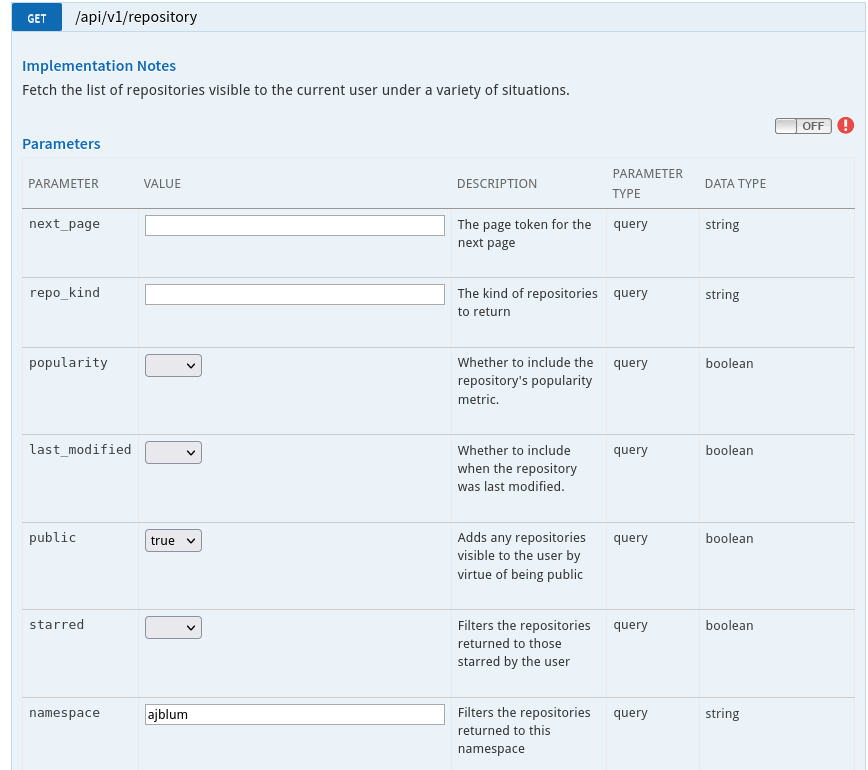 GET /api/v1/repository
Implementation Notes
Fetch the list of repositories visible to the current user under a variety of situations.
OFF
Parameters
PARAMETER VALUE DESCRIPTION PARAMETER TYPE DATA TYPE
next_page The page token for the query string
next page
repo_kind The kind of repositories query string
to return
popularity Whether to include the query boolean
repository's popularity
metric.
last_modified Whether to include query boolean
when the repository
was last modified.
public true Adds any repositories query boolean
visible to the user by
virtue of being public
starred Filters the repositories query boolean
returned to those
starred by the user
namespace ajblum Filters the repositories query string
returned to this
namespace